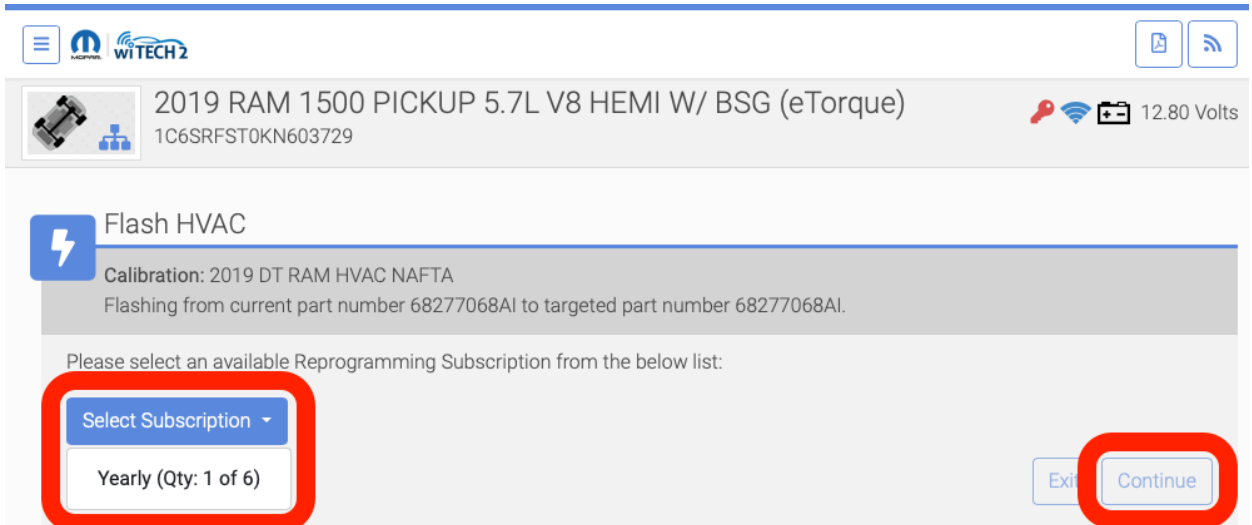 MOPAR wiTECH 2
2019 RAM 1500 PICKUP 5.7L V8 HEMI W/ BSG (eTorque)
1C6SRFST0KN603729
12.80 Volts
Flash HVAC
Calibration: 2019 DT RAM HVAC NAFTA
Flashing from current part number 68277068AI to targeted part number 68277068AI.
Please select an available Reprogramming Subscription from the below list:
Select Subscription
Yearly (Qty: 1 of 6)
Exit Continue